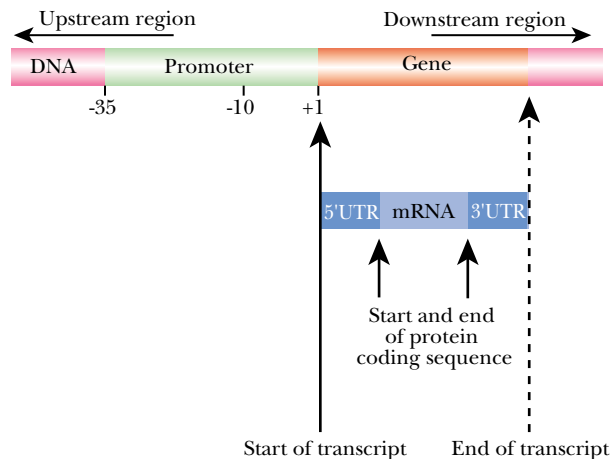 Upstream region
Downstream region
DNA
Promoter
Gene
-35
-10
+1
5'UTR
mRNA
3'UTR
Start and end
of protein
coding sequence
Start of transcript
End of transcript